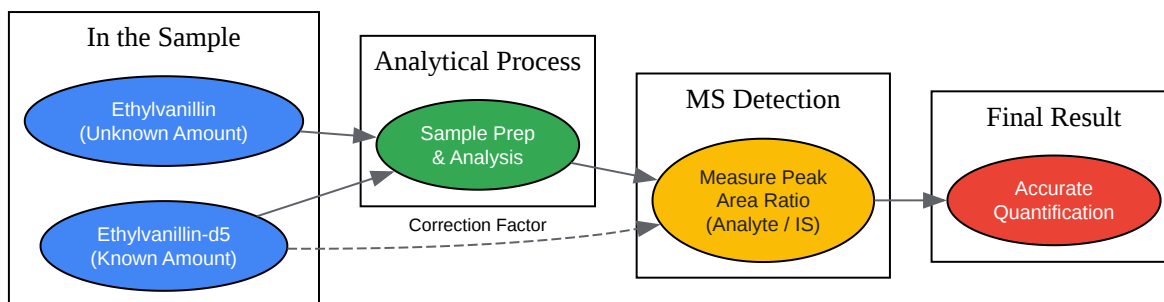 In the Sample
Ethylvanillin
(Unknown Amount)
Ethylvanillin-d5
(Known Amount)
Analytical Process
Sample Prep
& Analysis
Correction Factor
MS Detection
Measure Peak
Area Ratio
(Analyte / IS)
Final Result
Accurate
Quantification